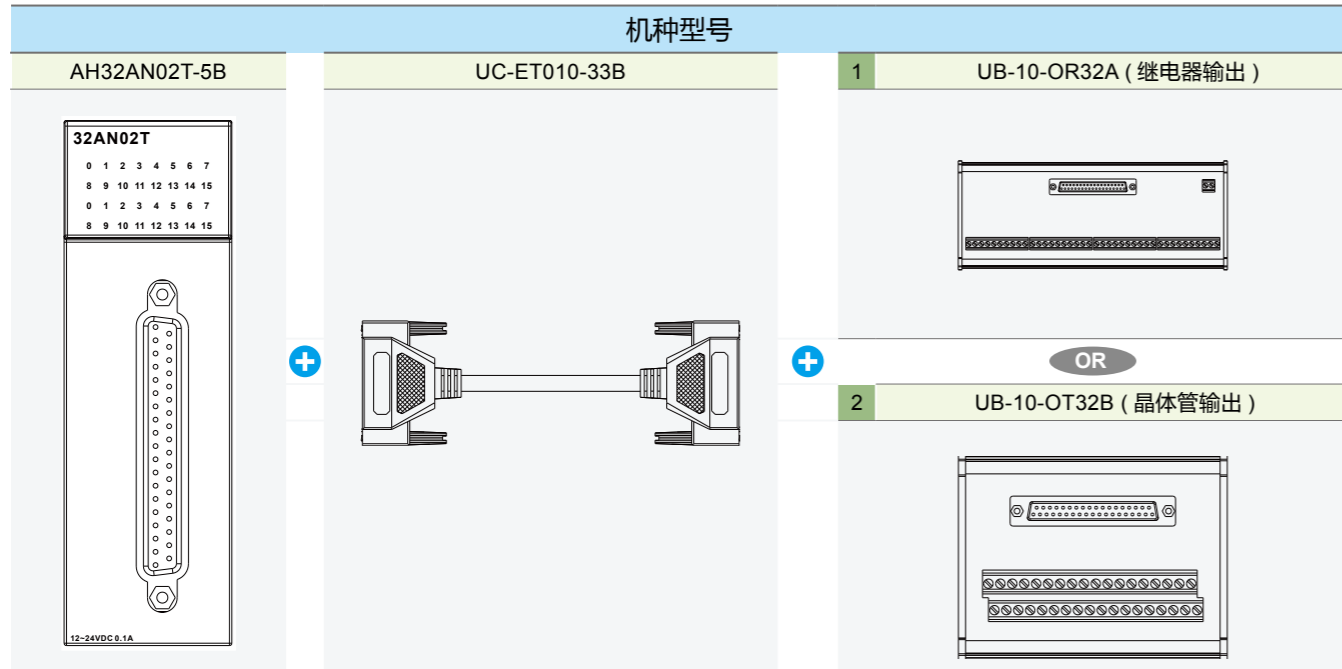 机种型号
AH32AN02T-5B
UC-ET010-33B
1 UB-10-OR32A ( 继电器输出 )
32AN02T
0 1 2 3 4 5 6 7
8 9 10 11 12 13 14 15
0 1 2 3 4 5 6 7
8 9 10 11 12 13 14 15
12~24VDC 0.1A
OR
2 UB-10-OT32B ( 晶体管输出 )